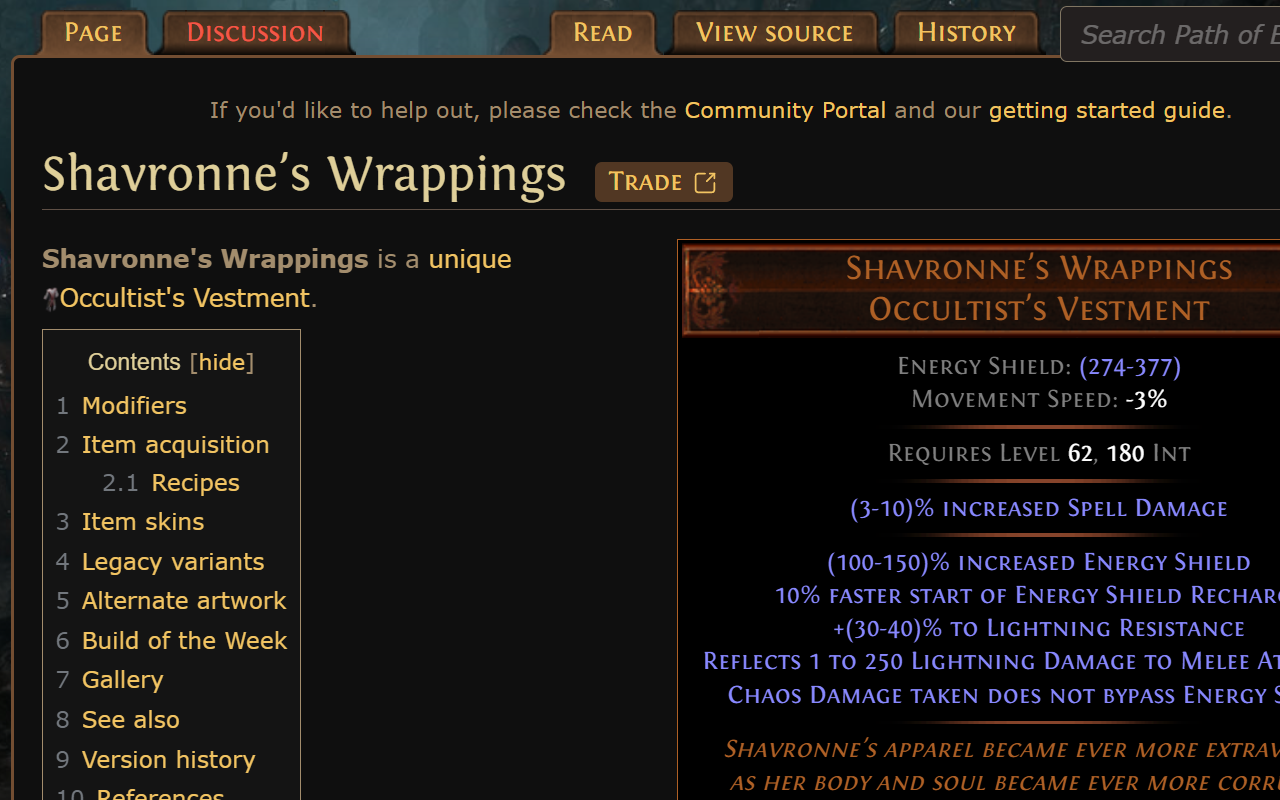 Page
Discussion
Read
View source
History
Search Path of E
If you'd like to help out, please check the Community Portal and our getting started guide.
Shavronne's Wrappings
Trade
Shavronne's Wrappings is a unique
Occultist's Vestment.
Contents [hide]
1 Modifiers
2 Item acquisition
2.1 Recipes
3 Item skins
4 Legacy variants
5 Alternate artwork
6 Build of the Week
7 Gallery
8 See also
9 Version history
10 References
Shavronne's Wrappings
Occultist's Vestment
Energy Shield: (274-377)
Movement Speed: -3%
Requires Level 62, 180 Int
(3-10)% increased Spell Damage
(100-150)% increased Energy Shield
10% faster start of Energy Shield Rechar
+(30-40)% to Lightning Resistance
Reflects 1 to 250 Lightning Damage to Melee At
Chaos Damage taken does not bypass Energy S
Shavronne's apparel became ever more extrav
as her body and soul became ever more corr